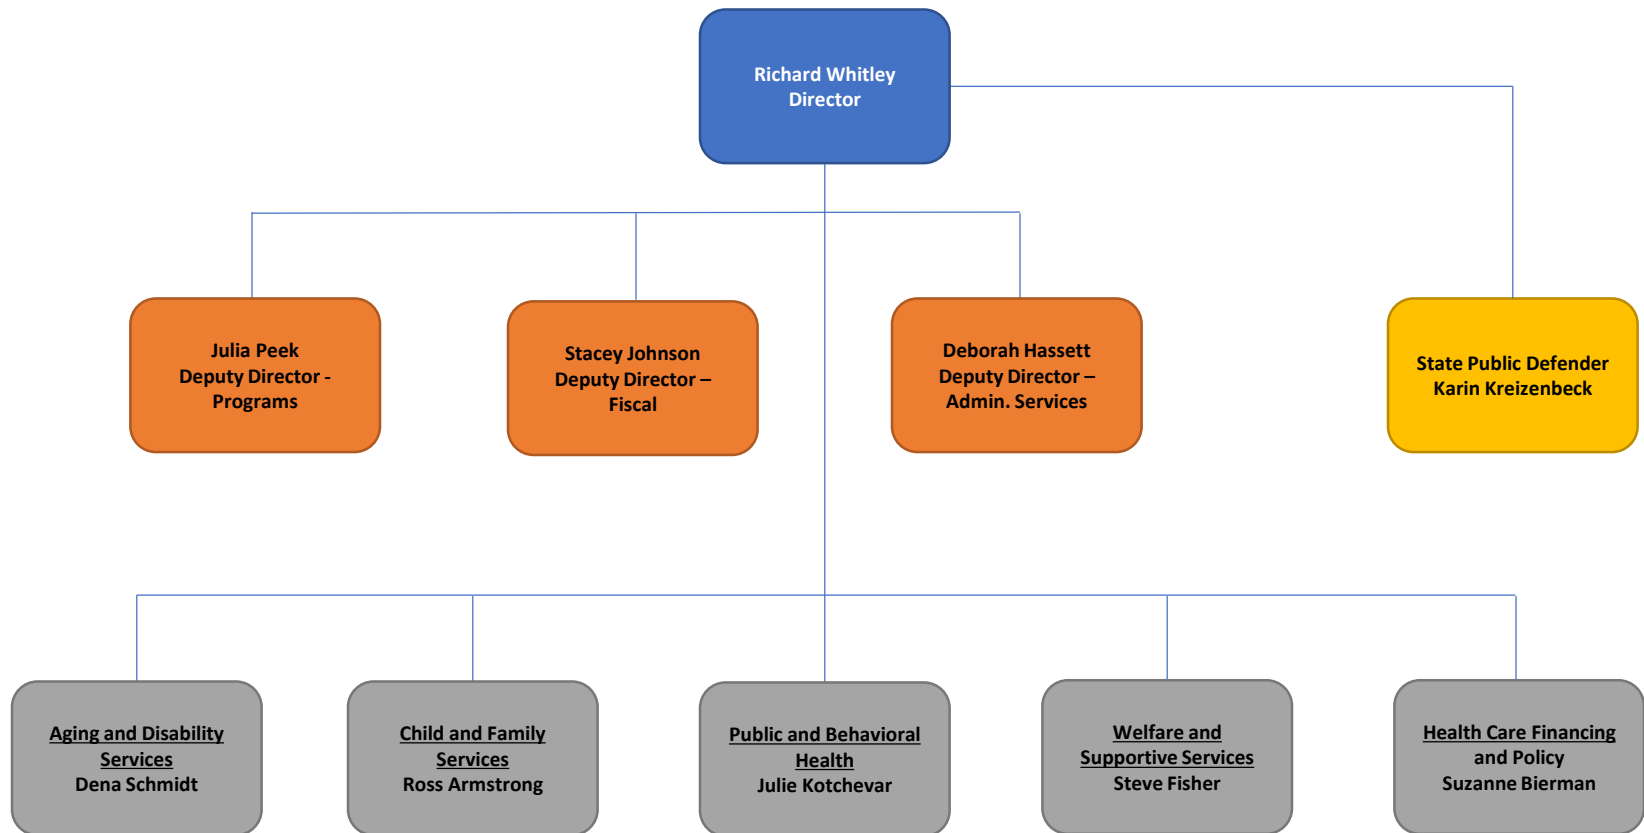 Richard Whitley
Director
Julia Peek
Deputy Director -
Programs
Stacey Johnson
Deputy Director –
Fiscal
Deborah Hassett
Deputy Director –
Admin. Services
State Public Defender
Karin Kreizenbeck
Aging and Disability
Services
Dena Schmidt
Child and Family
Services
Ross Armstrong
Public and Behavioral
Health
Julie Kotchevar
Welfare and
Supportive Services
Steve Fisher
Health Care Financing
and Policy
Suzanne Bierman